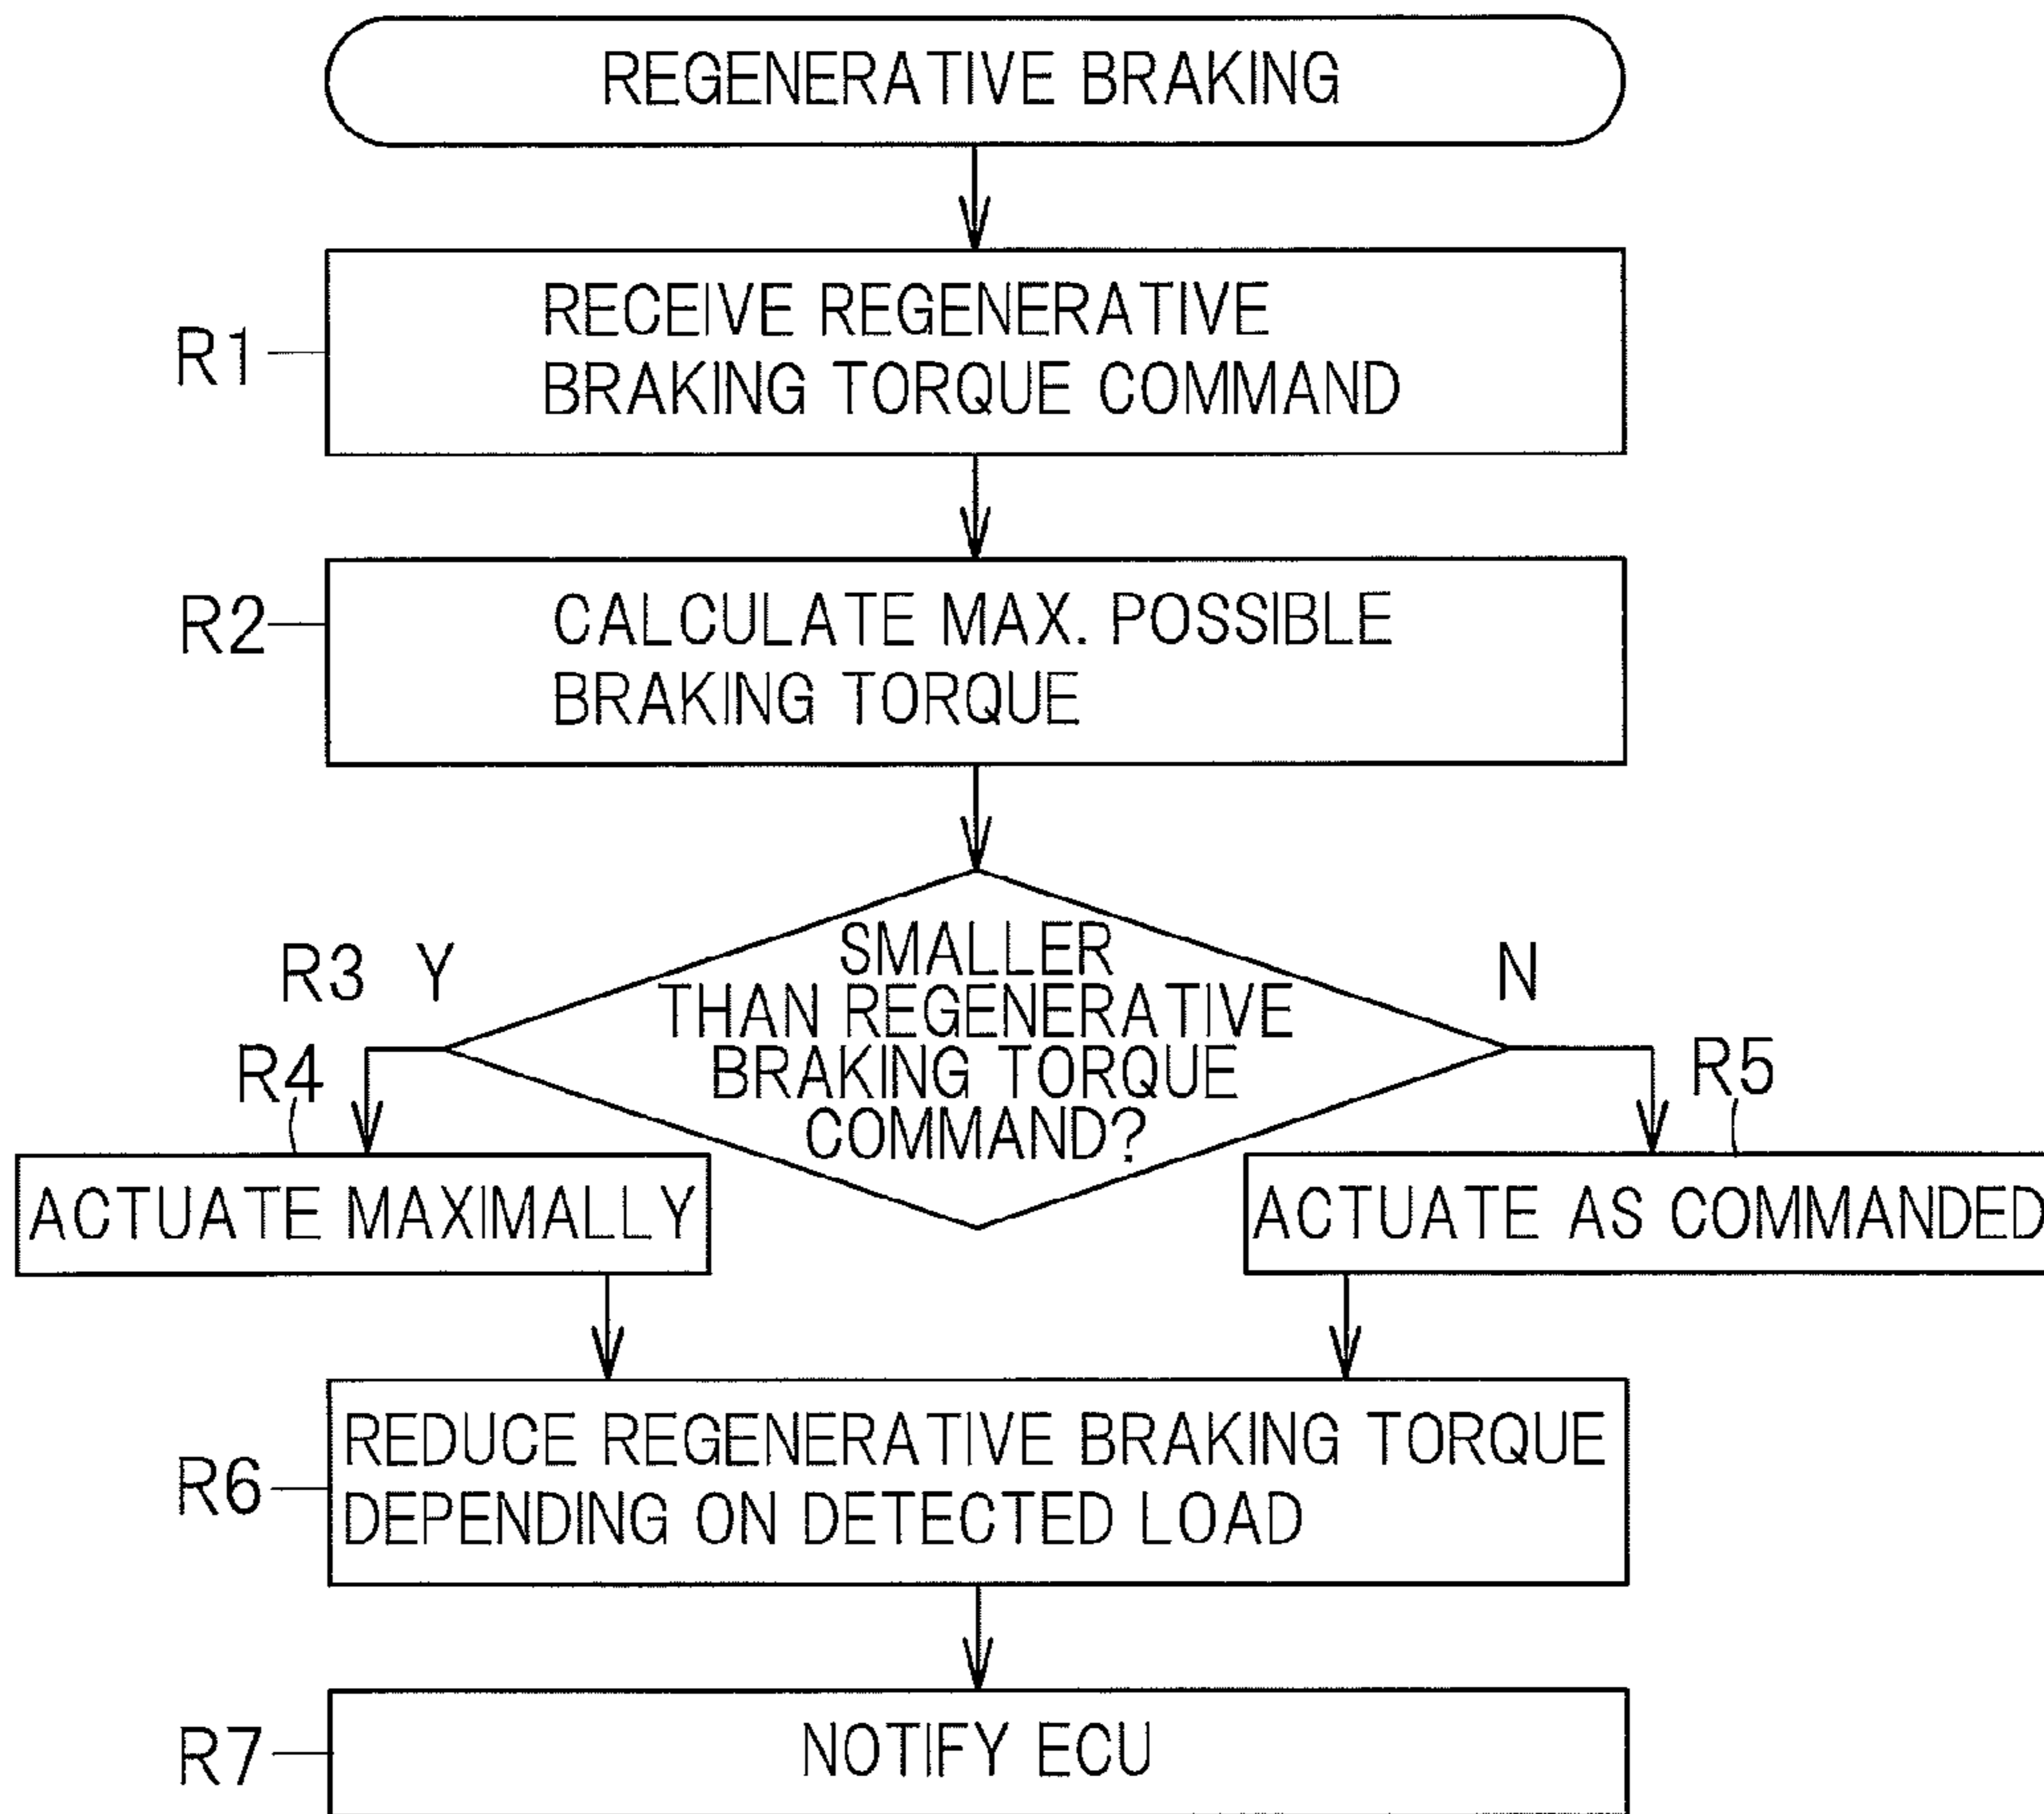 REGENERATIVE BRAKING
R1
RECEIVE REGENERATIVE
BRAKING TORQUE COMMAND
R2
CALCULATE MAX. POSSIBLE
BRAKING TORQUE
R3 Y
SMALLER
THAN REGENERATIVE
BRAKING TORQUE
COMMAND?
N
R4
R5
ACTUATE MAXIMALLY
ACTUATE AS COMMANDED
R6
REDUCE REGENERATIVE BRAKING TORQUE
DEPENDING ON DETECTED LOAD
R7
NOTIFY ECU